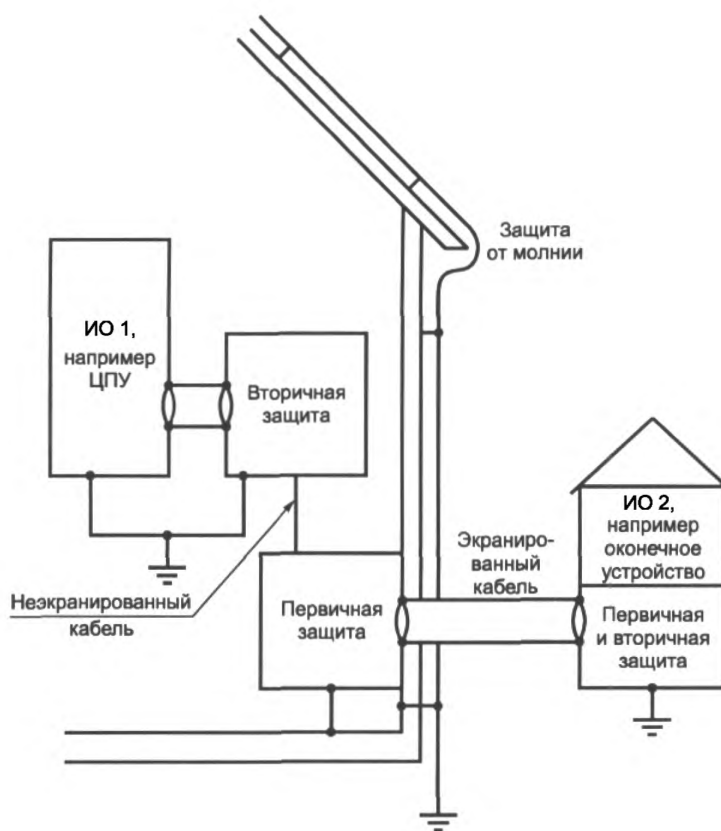 Защита
от молнии
ИО 1,
например
ЦПУ
Вторичная
защита
ИО 2,
например
оконечное
устройство
Экраниро-
ванный
кабель
Неэкранированный
кабель
Первичная
защита
Первичная
и вторичная
защита